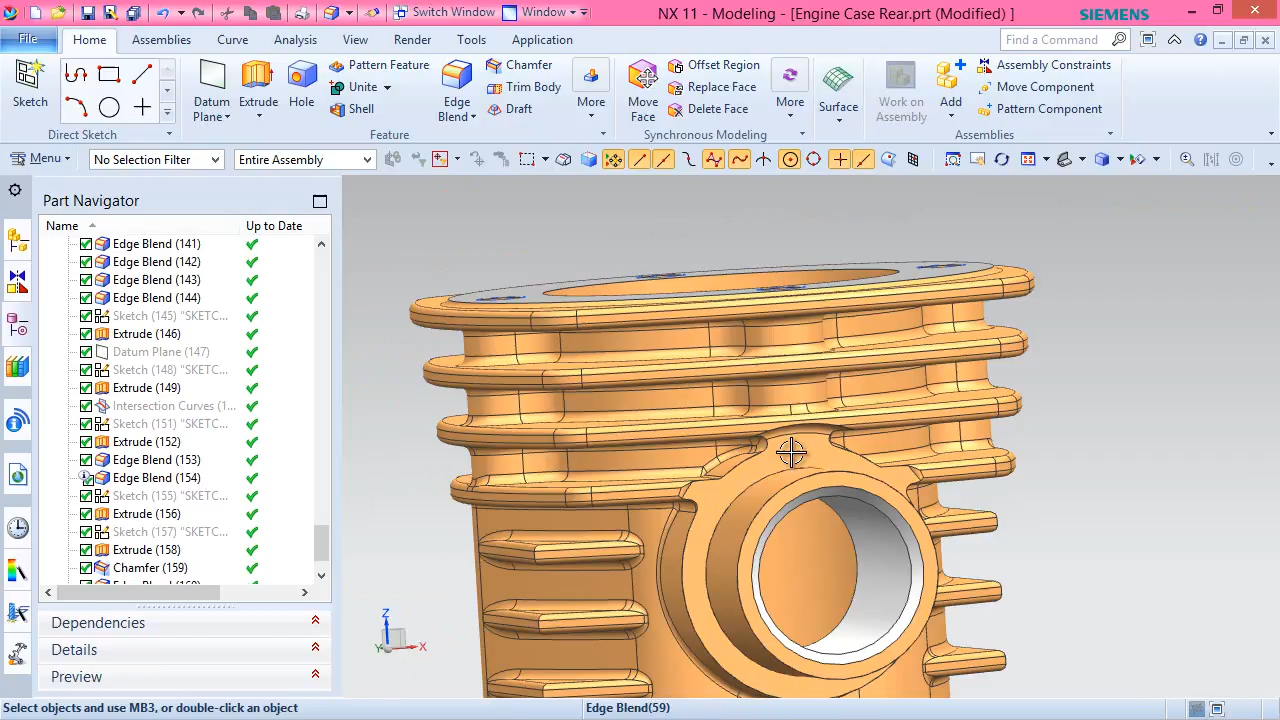 Switch Window Window NX 11 - Modeling - [Engine Case Rear.prt (Modified) ] SIEMENS
File Home Assemblies Curve Analysis View Render Tools Application Find a Command
Sketch Datum Plane Extrude Hole Pattern Feature Unite Shell Edge Blend Chamfer Trim Body Draft More Move Face Offset Region Replace Face Delete Face More Surface Work on Assembly Add Assembly Constraints Move Component Pattern Component
Direct Sketch Feature Synchronous Modeling Assemblies
Menu No Selection Filter Entire Assembly
Part Navigator
Name Up to Date
Edge Blend (141)
Edge Blend (142)
Edge Blend (143)
Edge Blend (144)
Sketch (145) "SKETC...
Extrude (146)
Datum Plane (147)
Sketch (148) "SKETC...
Extrude (149)
Intersection Curves (1...
Sketch (151) "SKETC...
Extrude (152)
Edge Blend (153)
Edge Blend (154)
Sketch (155) "SKETC...
Extrude (156)
Sketch (157) "SKETC...
Extrude (158)
Chamfer (159)
Dependencies
Details
Preview
Z
Y X
Select objects and use MB3, or double-click an object Edge Blend(59)